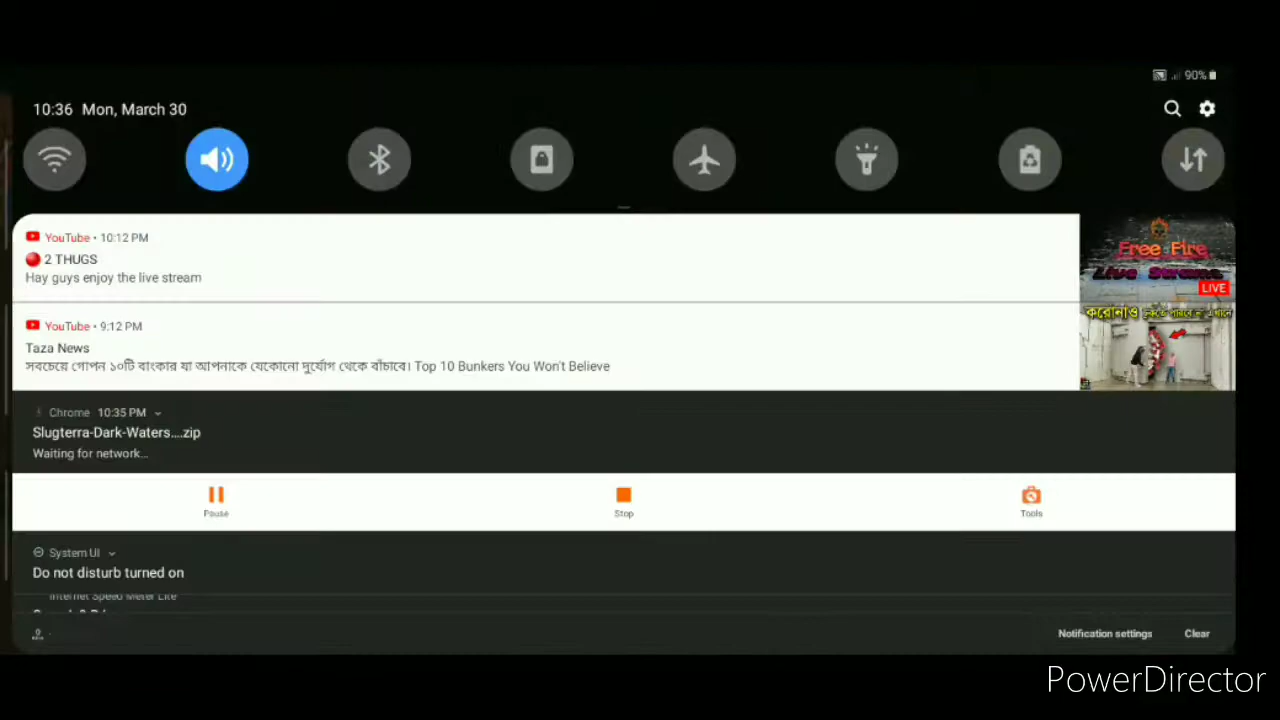 90%
10:36 Mon, March 30
YouTube • 10:12 PM
2 THUGS
Hay guys enjoy the live stream
Free Fire
Live Streme
LIVE
YouTube • 9:12 PM
Taza News
সবচেয়ে গোপন ১০টি বাংকার যা আপনাকে যেকোনো দুর্যোগ থেকে বাঁচাবে। Top 10 Bunkers You Won't Believe
করোনাও
Chrome 10:35 PM
Slugterra-Dark-Waters....zip
Waiting for network...
Pause
Stop
Tools
System UI
Do not disturb turned on
Internet Speed Meter Lite
Notification settings
Clear
PowerDirector